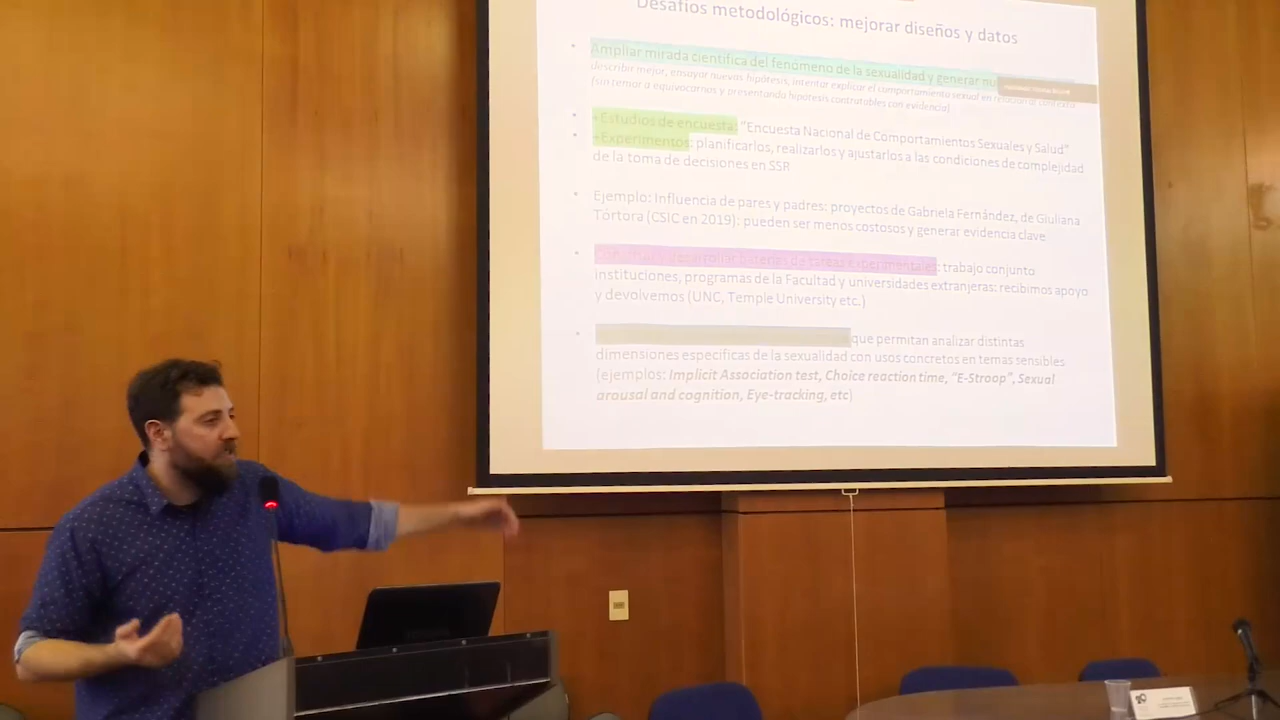 Desafíos metodológicos: mejorar diseños y datos
• Ampliar mirada científica del fenómeno de la sexualidad y generar
describir mejor, ensayar nuevas hipótesis, intentar explicar el comportamiento sexual en relación al contexto
(sin temor a equivocarnos y presentando hipótesis contrastables con evidencia)
• +Estudios de encuesta: "Encuesta Nacional de Comportamientos Sexuales y Salud"
• +Experimentos: planificarlos, realizarlos y ajustarlos a las condiciones de complejidad
de la toma de decisiones en SSR
• Ejemplo: Influencia de pares y padres: proyectos de Gabriela Fernández, de Giuliana
Tórtora (CSIC en 2019): pueden ser menos costosos y generar evidencia clave
• desarrollar baterías de tareas experimentales: trabajo conjunto
instituciones, programas de la Facultad y universidades extranjeras: recibimos apoyo
y devolvemos (UNC, Temple University etc.)
• que permitan analizar distintas
dimensiones específicas de la sexualidad con usos concretos en temas sensibles
(ejemplos: Implicit Association test, Choice reaction time, "E-Stroop", Sexual
arousal and cognition, Eye-tracking, etc)